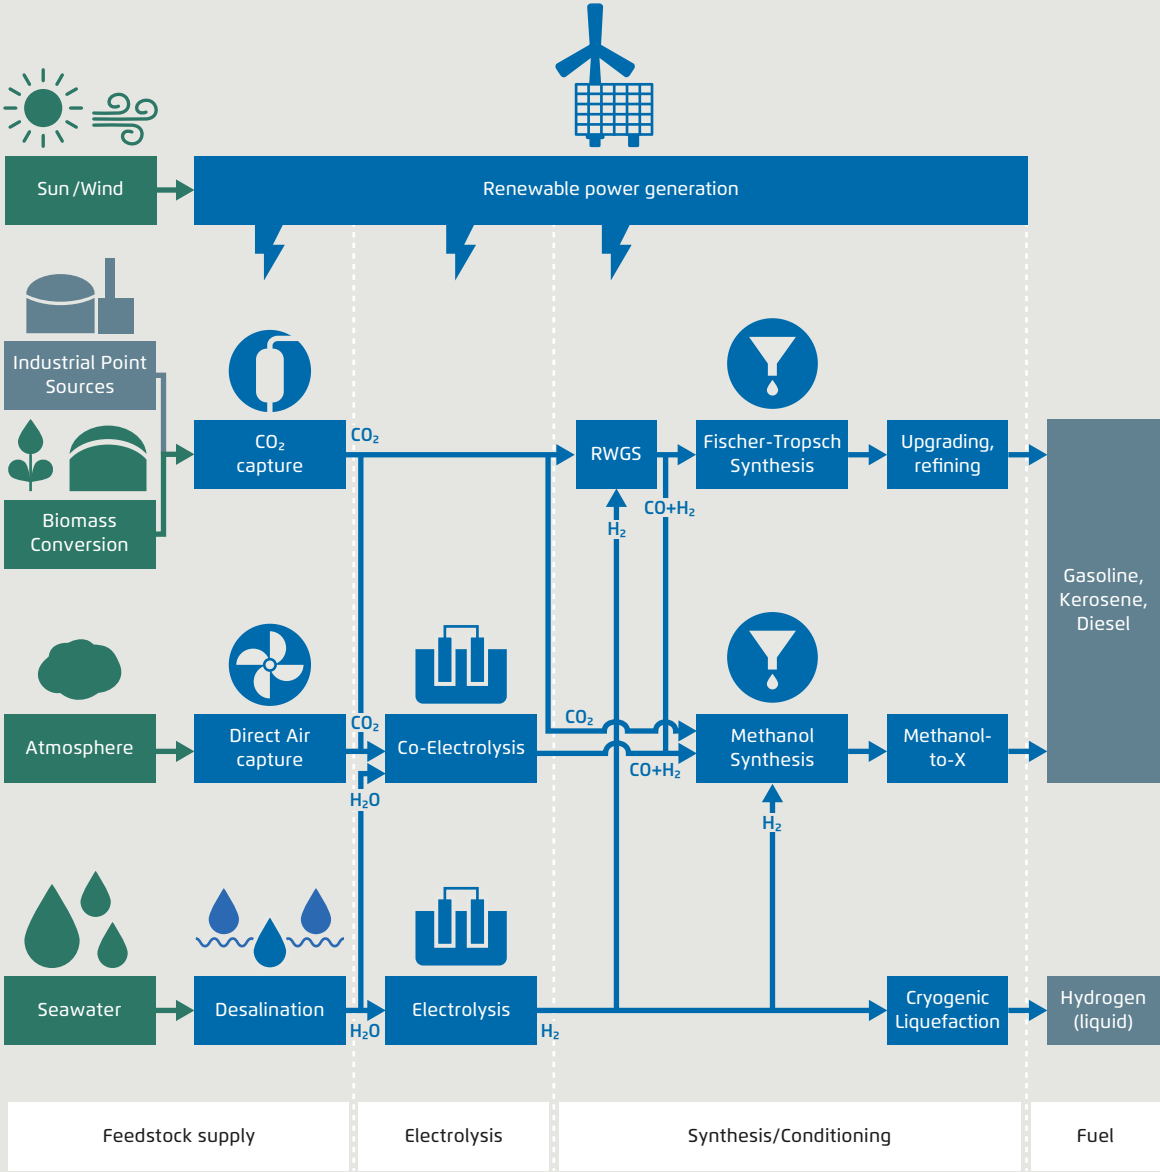 Sun/Wind
Renewable power generation
Industrial Point
Sources
CO₂
capture
CO₂
RWGS
Fischer-Tropsch
Synthesis
Upgrading,
refining
CO+H₂
H₂
Biomass
Conversion
Gasoline,
Kerosene,
Diesel
Atmosphere
Direct Air
capture
CO₂
Co-Electrolysis
CO₂
CO+H₂
Methanol
Synthesis
Methanol-
to-X
H₂O
H₂
Seawater
Desalination
H₂O
Electrolysis
H₂
Cryogenic
Liquefaction
Hydrogen
(liquid)
Feedstock supply
Electrolysis
Synthesis/Conditioning
Fuel